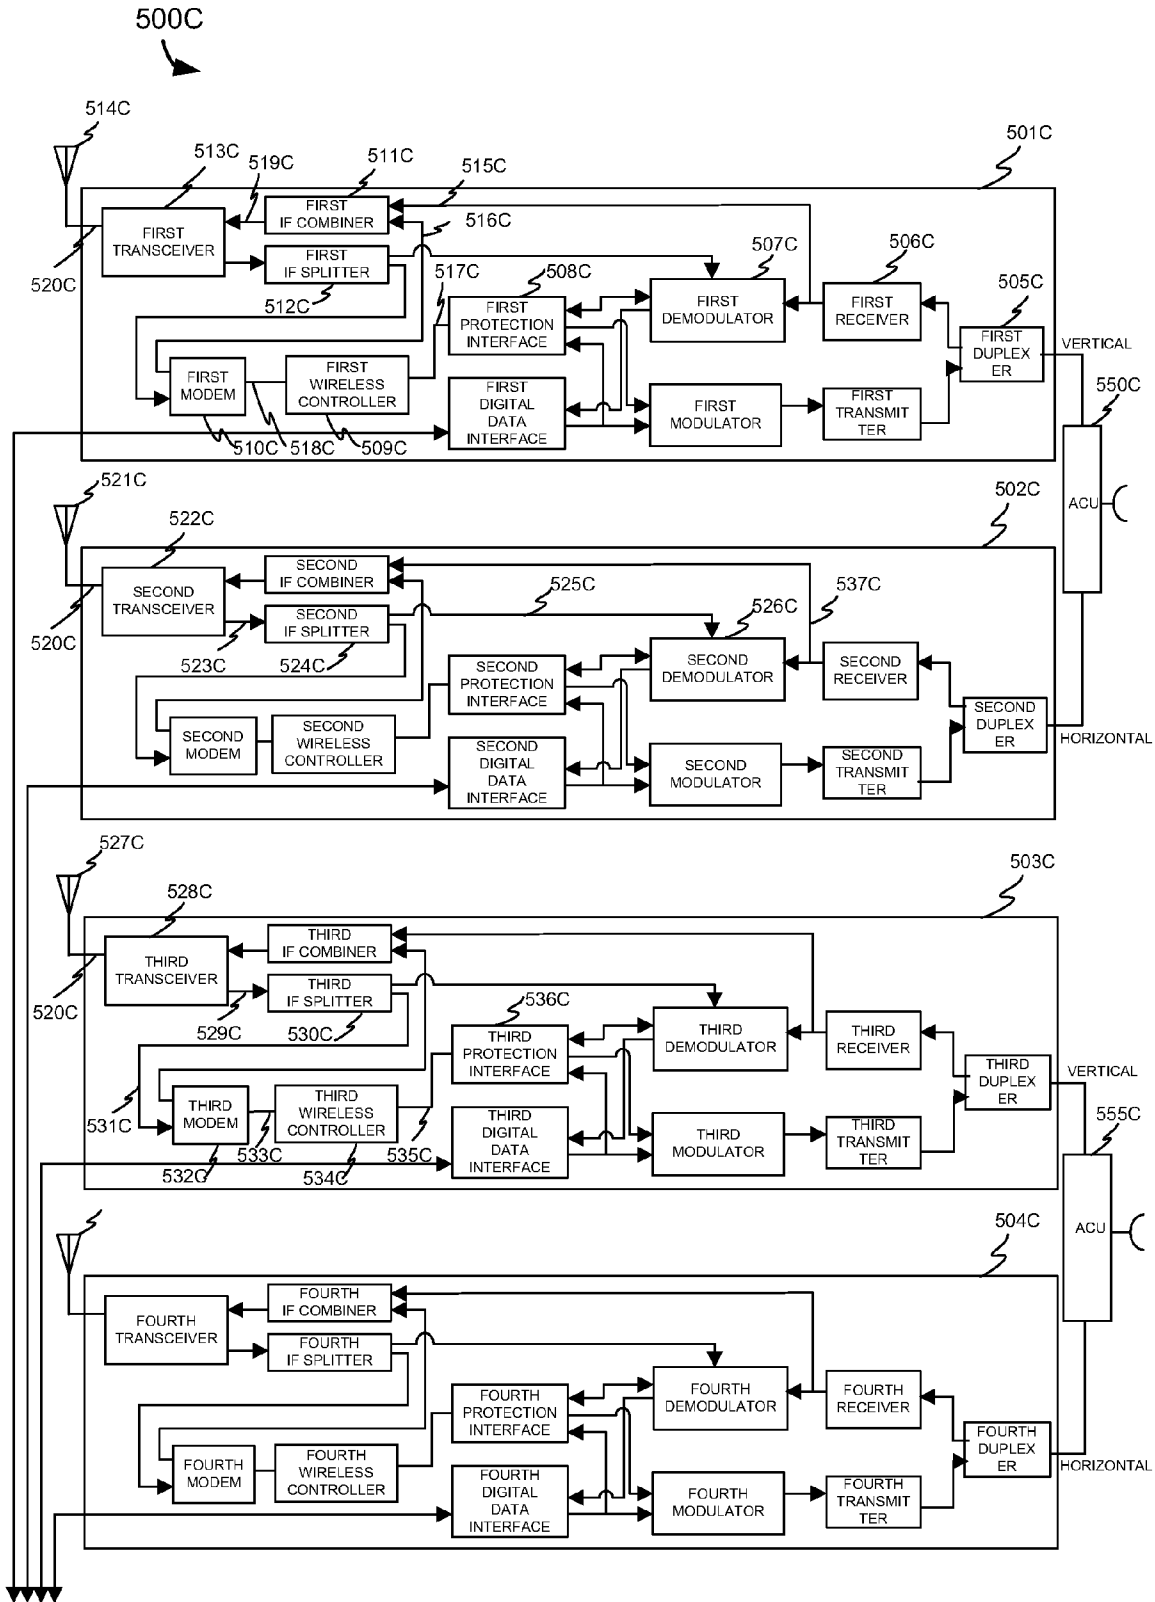 500C
514C
513C
519C
511C
515C
501C
516C
FIRST
TRANSCEIVER
FIRST
IF COMBINER
FIRST
IF SPLITTER
520C
512C
517C
508C
507C
506C
505C
FIRST
PROTECTION
INTERFACE
FIRST
DEMODULATOR
FIRST
RECEIVER
FIRST
DUPLEX
ER
VERTICAL
FIRST
MODEM
FIRST
WIRELESS
CONTROLLER
FIRST
DIGITAL
DATA
INTERFACE
FIRST
MODULATOR
FIRST
TRANSMIT
TER
550C
510C
518C
509C
ACU
521C
522C
502C
SECOND
TRANSCEIVER
SECOND
IF COMBINER
SECOND
IF SPLITTER
525C
526C
537C
520C
523C
524C
SECOND
PROTECTION
INTERFACE
SECOND
DEMODULATOR
SECOND
RECEIVER
SECOND
DUPLEX
ER
HORIZONTAL
SECOND
MODEM
SECOND
WIRELESS
CONTROLLER
SECOND
DIGITAL
DATA
INTERFACE
SECOND
MODULATOR
SECOND
TRANSMIT
TER
527C
528C
503C
THIRD
TRANSCEIVER
THIRD
IF COMBINER
THIRD
IF SPLITTER
520C
529C
530C
536C
THIRD
PROTECTION
INTERFACE
THIRD
DEMODULATOR
THIRD
RECEIVER
THIRD
DUPLEX
ER
VERTICAL
531C
THIRD
MODEM
THIRD
WIRELESS
CONTROLLER
THIRD
DIGITAL
DATA
INTERFACE
THIRD
MODULATOR
THIRD
TRANSMIT
TER
555C
532C
533C
534C
535C
ACU
504C
FOURTH
TRANSCEIVER
FOURTH
IF COMBINER
FOURTH
IF SPLITTER
FOURTH
PROTECTION
INTERFACE
FOURTH
DEMODULATOR
FOURTH
RECEIVER
FOURTH
DUPLEX
ER
HORIZONTAL
FOURTH
MODEM
FOURTH
WIRELESS
CONTROLLER
FOURTH
DIGITAL
DATA
INTERFACE
FOURTH
MODULATOR
FOURTH
TRANSMIT
TER